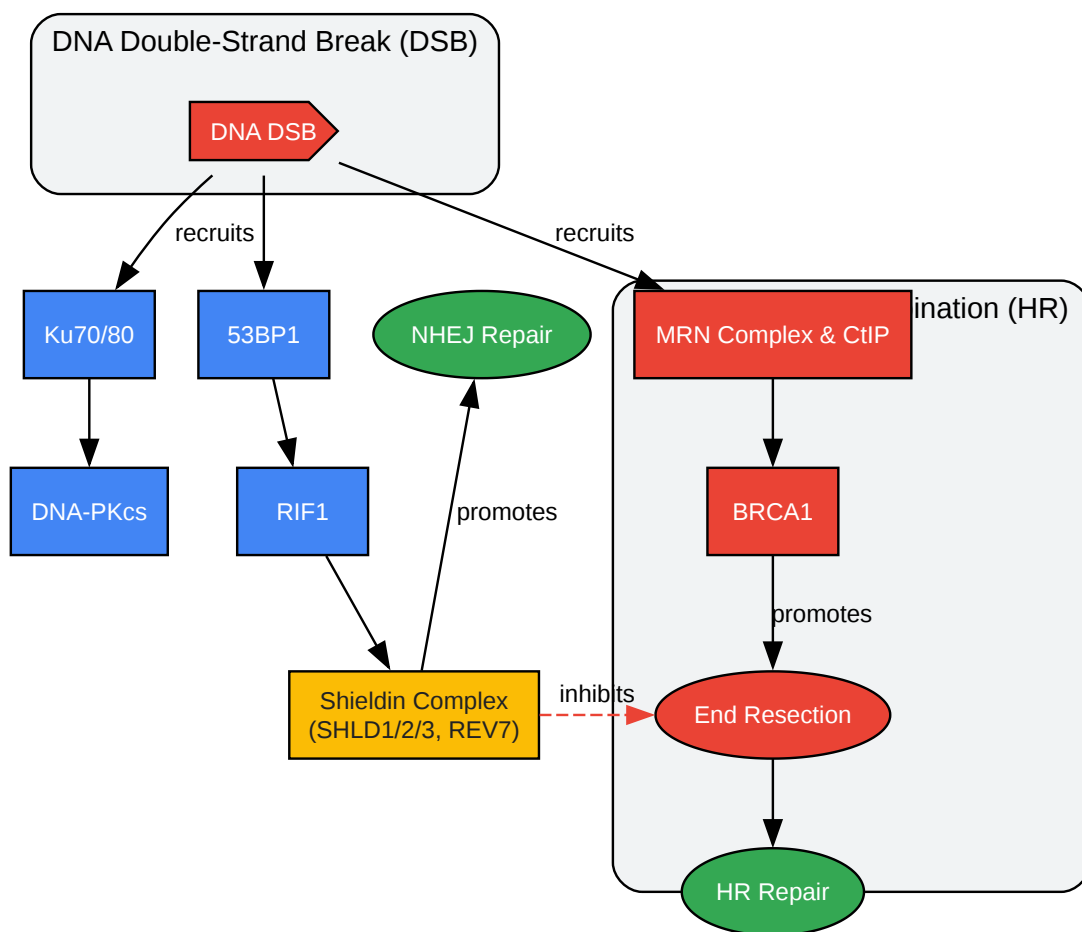 DNA Double-Strand Break (DSB)
DNA DSB
recruits
recruits
Ku70/80
53BP1
NHEJ Repair
MRN Complex & CtIP
ination (HR)
DNA-PKcs
RIF1
promotes
BRCA1
promotes
Shieldin Complex
(SHLD1/2/3, REV7)
inhibits
End Resection
HR Repair